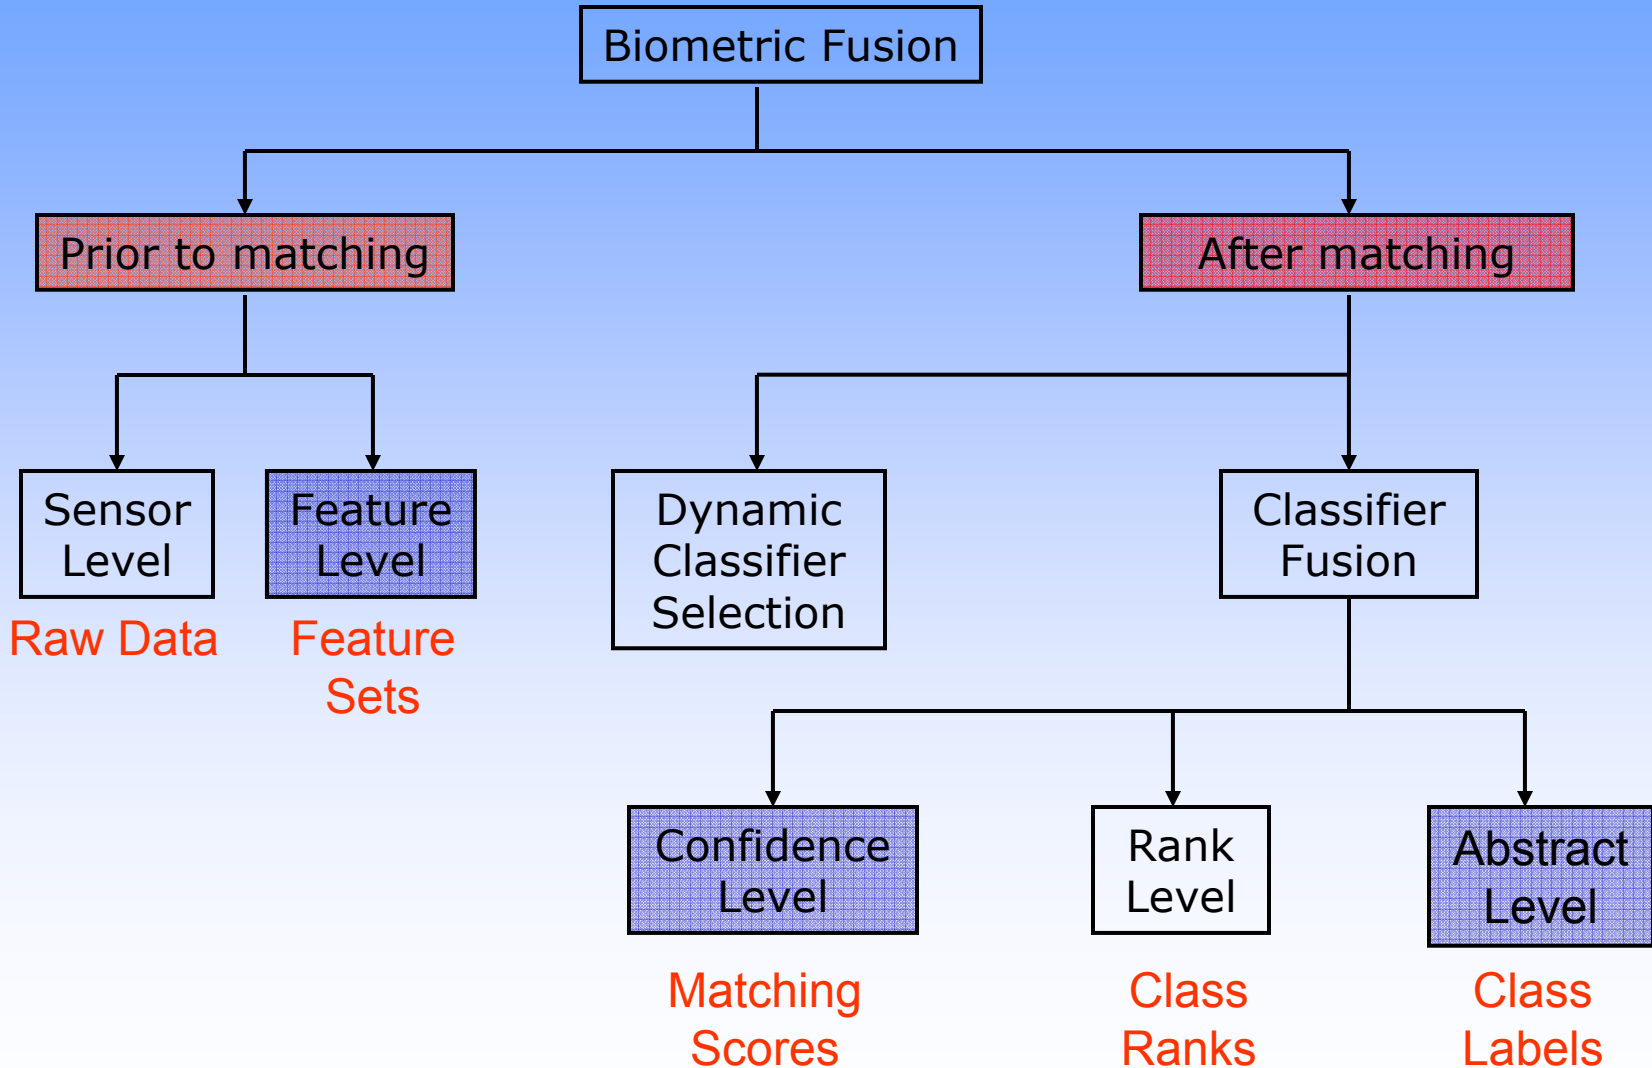 Biometric Fusion
Prior to matching
After matching
Sensor
Level
Raw Data
Feature
Level
Feature
Sets
Dynamic
Classifier
Selection
Classifier
Fusion
Confidence
Level
Matching
Scores
Rank
Level
Class
Ranks
Abstract
Level
Class
Labels